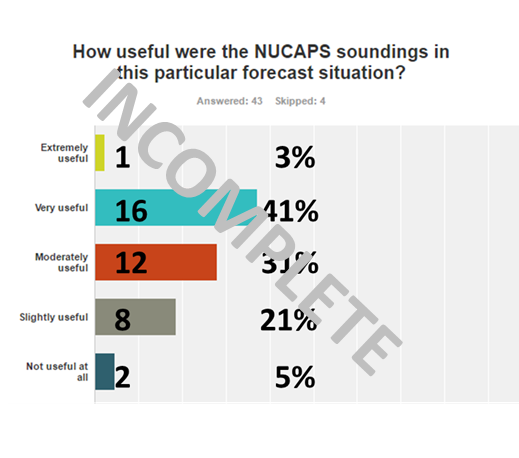 How useful were the NUCAPS soundings in
this particular forecast situation?
Answered: 43 Skipped: 4
Extremely
useful
1 3%
Very useful
16 41%
Moderately
useful
12 31%
Slightly useful
8 21%
Not useful at
all
2 5%
INCOMPLETE